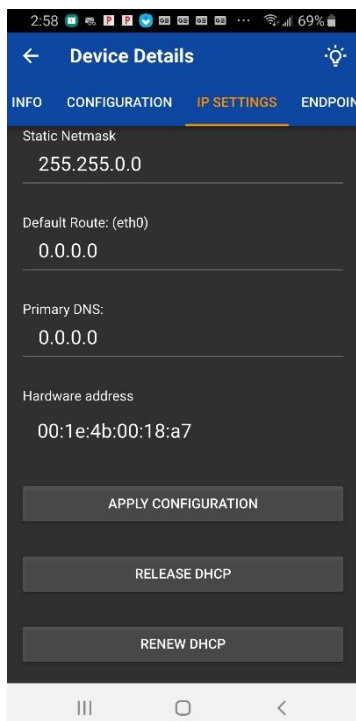 2:58 69%
Device Details
INFO CONFIGURATION IP SETTINGS ENDPOIN
Static Netmask
255.255.0.0
Default Route: (eth0)
0.0.0.0
Primary DNS:
0.0.0.0
Hardware address
00:1e:4b:00:18:a7
APPLY CONFIGURATION
RELEASE DHCP
RENEW DHCP